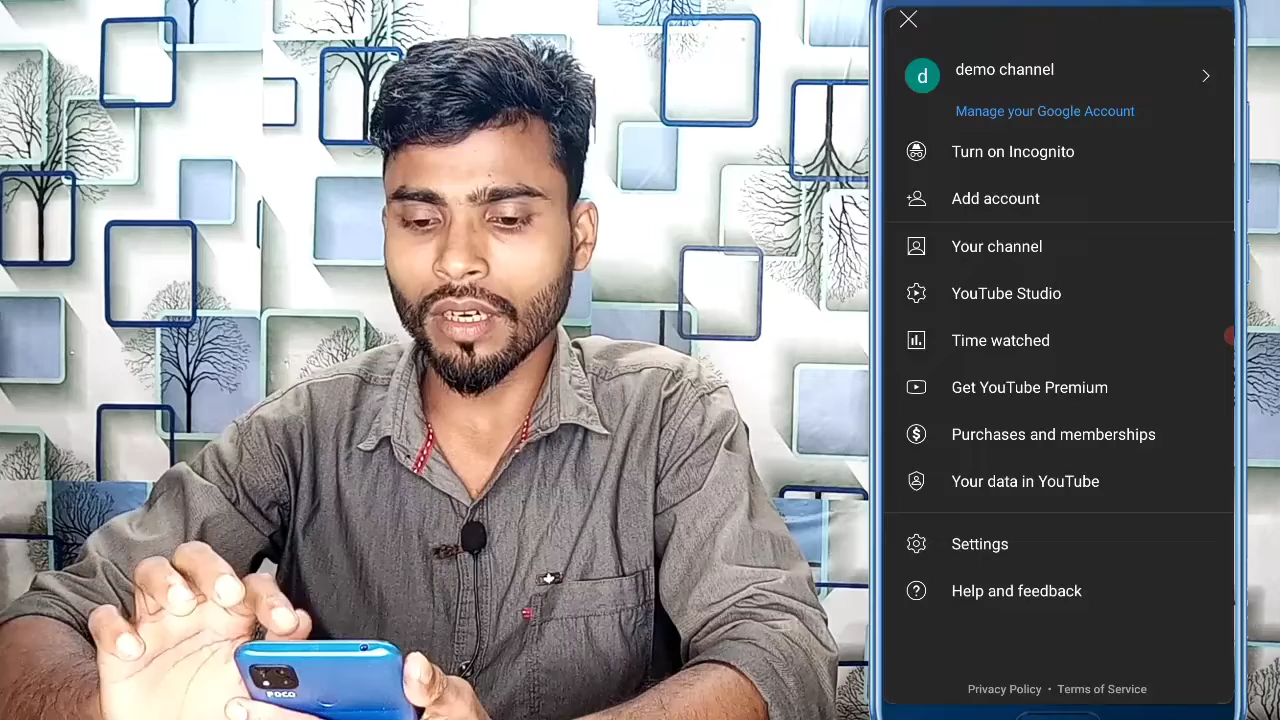 d
demo channel
Manage your Google Account
Turn on Incognito
Add account
Your channel
YouTube Studio
Time watched
Get YouTube Premium
Purchases and memberships
Your data in YouTube
Settings
Help and feedback
Privacy Policy • Terms of Service
POCO